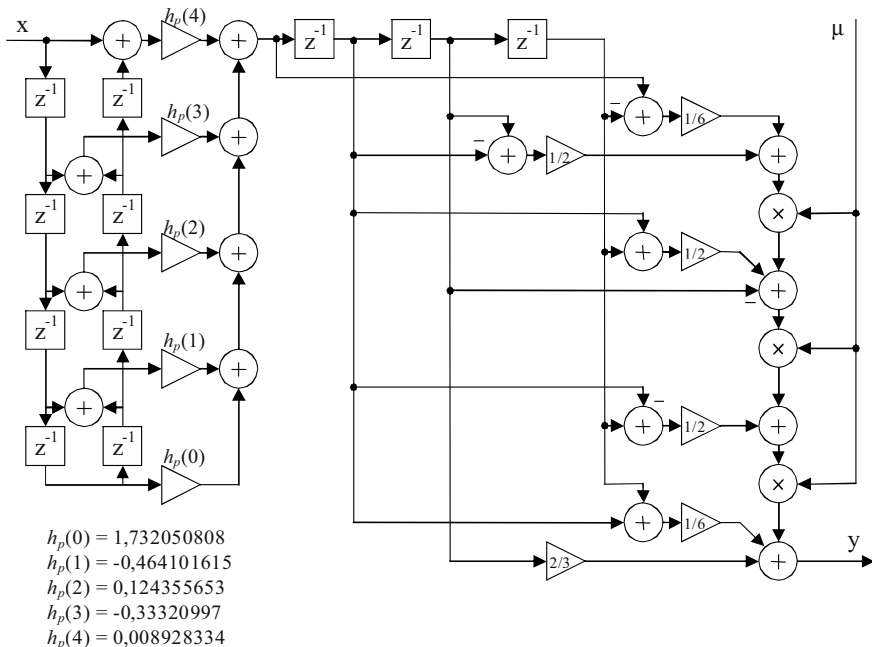 x
h_p(4)
z⁻¹
z⁻¹
z⁻¹
μ
z⁻¹
z⁻¹
h_p(3)
1/6
1/2
z⁻¹
z⁻¹
h_p(2)
1/2
z⁻¹
z⁻¹
h_p(1)
z⁻¹
z⁻¹
1/2
h_p(0)
1/6
y
2/3
h_p(0) = 1,732050808
h_p(1) = -0,464101615
h_p(2) = 0,124355653
h_p(3) = -0,33320997
h_p(4) = 0,008928334